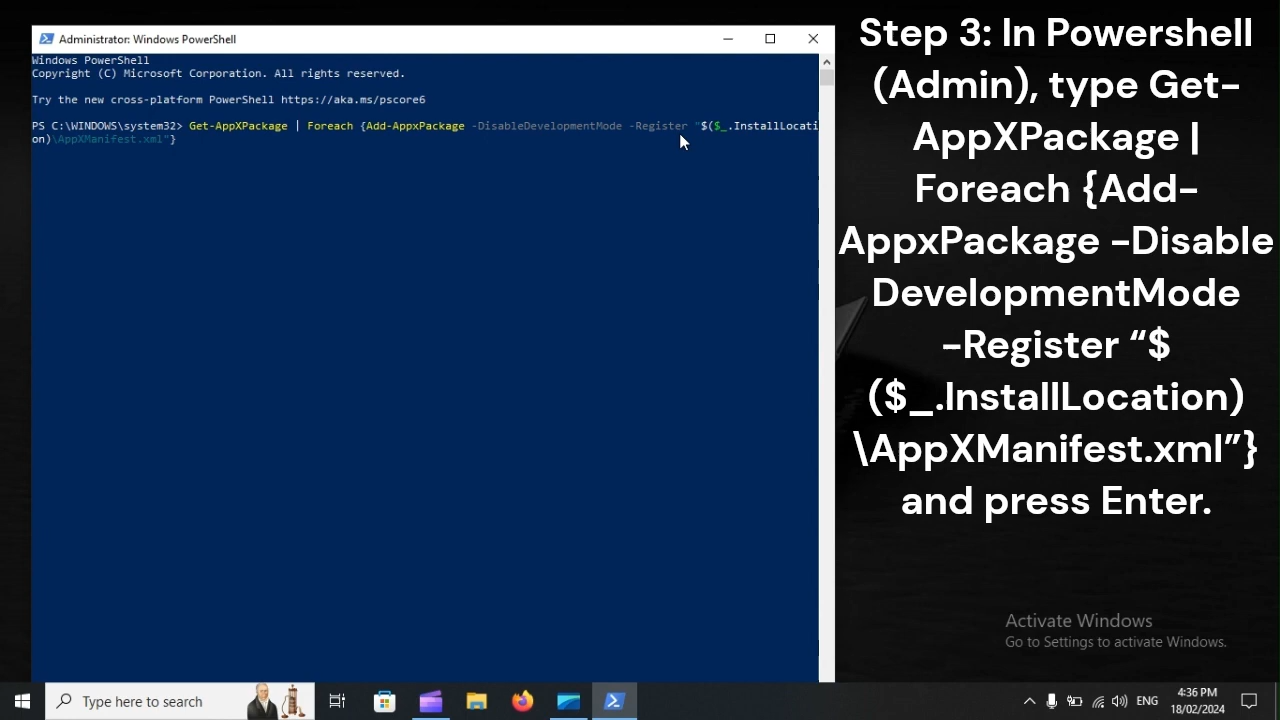 Administrator: Windows PowerShell
Windows PowerShell
Copyright (C) Microsoft Corporation. All rights reserved.
Try the new cross-platform PowerShell https://aka.ms/pscore6
PS C:\WINDOWS\system32> Get-AppXPackage | Foreach {Add-AppxPackage -DisableDevelopmentMode -Register "$($_.InstallLocati
on)\AppXManifest.xml"}
Step 3: In Powershell
(Admin), type Get-
AppXPackage |
Foreach {Add-
AppxPackage -Disable
DevelopmentMode
-Register “$
($_.InstallLocation)
\AppXManifest.xml”}
and press Enter.
Activate Windows
Go to Settings to activate Windows.
Type here to search
ENG
4:36 PM
18/02/2024